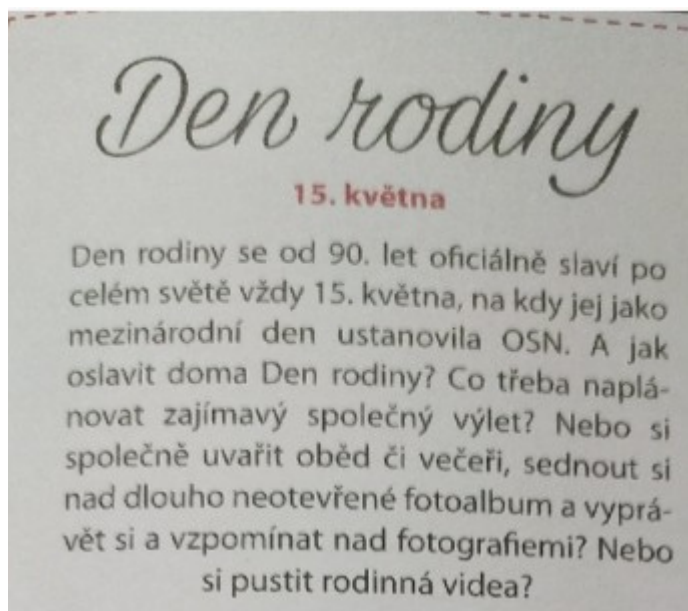 Den rodiny
15. května
Den rodiny se od 90. let oficiálně slaví po
celém světě vždy 15. května, na kdy jej jako
mezinárodní den ustanovila OSN. A jak
oslavit doma Den rodiny? Co třeba naplá-
novat zajímavý společný výlet? Nebo si
společně uvařit oběd či večeři, sednout si
nad dlouho neotevřené fotoalbum a vyprá-
vět si a vzpomínat nad fotografiemi? Nebo
si pustit rodinná videa?